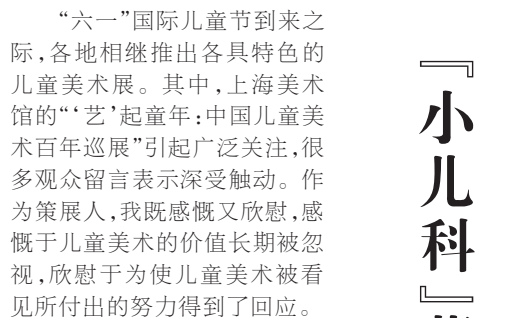 “六一”国际儿童节到来之
际,各地相继推出各具特色的
儿童美术展。其中,上海美术
馆的“‘艺’起童年:中国儿童美
术百年巡展”引起广泛关注,很
多观众留言表示深受触动。作
为策展人,我既感慨又欣慰,感
慨于儿童美术的价值长期被忽
视,欣慰于为使儿童美术被看
见所付出的努力得到了回应。
『小儿科』